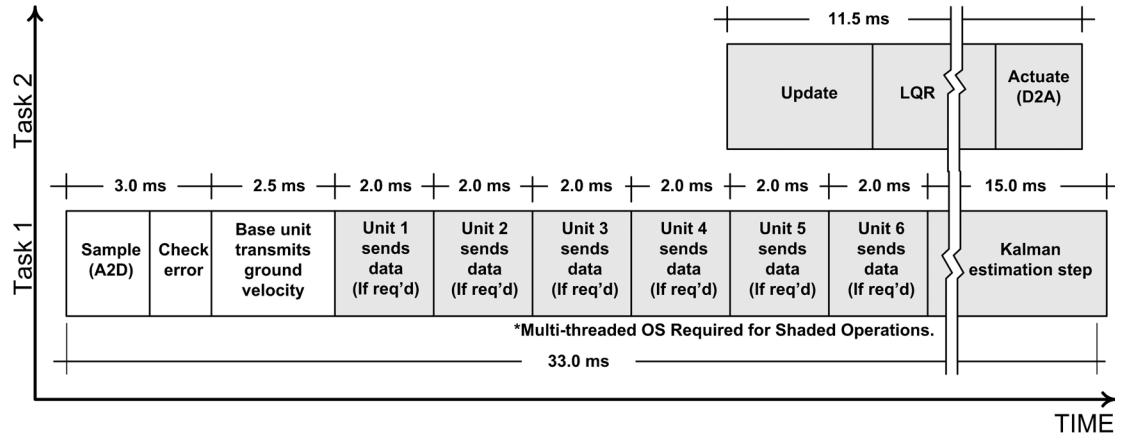 11.5 ms
Task 2
Update
LQR
Actuate
(D2A)
3.0 ms
2.5 ms
2.0 ms
2.0 ms
2.0 ms
2.0 ms
2.0 ms
2.0 ms
15.0 ms
Task 1
Sample
(A2D)
Check
error
Base unit
transmits
ground
velocity
Unit 1
sends
data
(If req'd)
Unit 2
sends
data
(If req'd)
Unit 3
sends
data
(If req'd)
Unit 4
sends
data
(If req'd)
Unit 5
sends
data
(If req'd)
Unit 6
sends
data
(If req'd)
Kalman
estimation step
*Multi-threaded OS Required for Shaded Operations.
33.0 ms
TIME